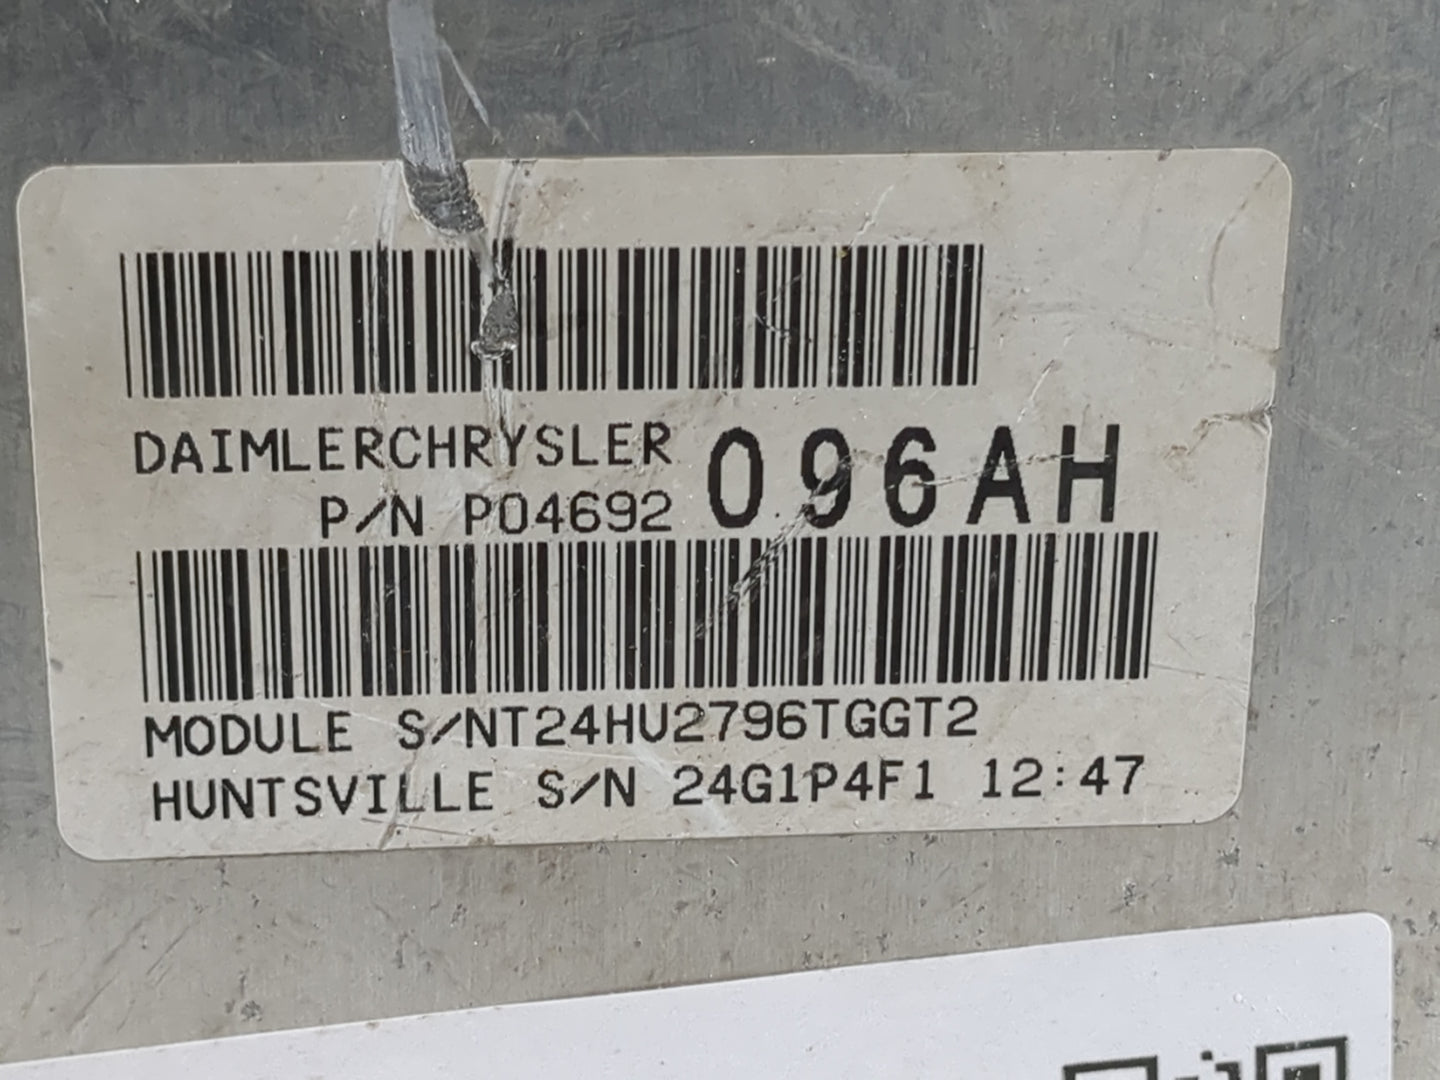 DAIMLERCHRYSLER 096AH
P/N P04692
MODULE S/NT24HU2796TGGT2
HUNTSVILLE S/N 24G1P4F1 12:47